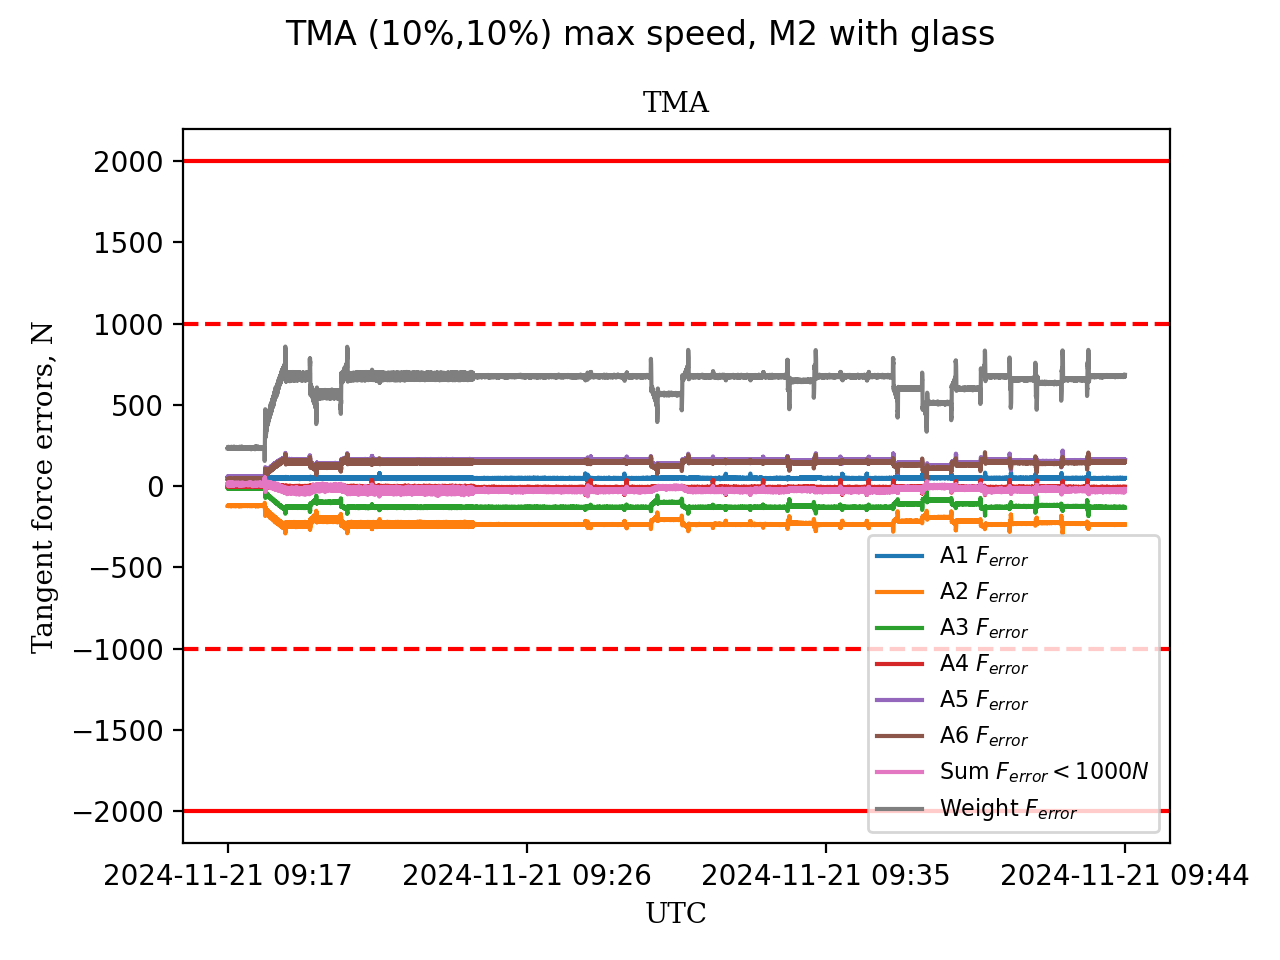 TMA (10%,10%) max speed, M2 with glass
TMA
Tangent force errors, N
2000
1500
1000
500
0
−500
−1000
−1500
−2000
A1 F_error
A2 F_error
A3 F_error
A4 F_error
A5 F_error
A6 F_error
Sum F_error < 1000N
Weight F_error
2024-11-21 09:17 2024-11-21 09:26 2024-11-21 09:35 2024-11-21 09:44
UTC